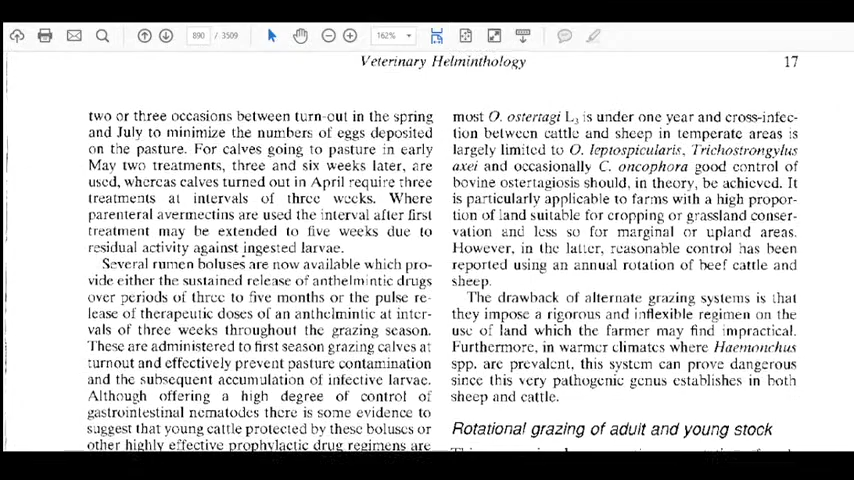 890 / 3509
162%
Veterinary Helminthology
17
two or three occasions between turn-out in the spring
and July to minimize the numbers of eggs deposited
on the pasture. For calves going to pasture in early
May two treatments, three and six weeks later, are
used, whereas calves turned out in April require three
treatments at intervals of three weeks. Where
parenteral avermectins are used the interval after first
treatment may be extended to five weeks due to
residual activity against ingested larvae.
Several rumen boluses are now available which pro-
vide either the sustained release of anthelmintic drugs
over periods of three to five months or the pulse re-
lease of therapeutic doses of an anthelmintic at inter-
vals of three weeks throughout the grazing season.
These are administered to first season grazing calves at
turnout and effectively prevent pasture contamination
and the subsequent accumulation of infective larvae.
Although offering a high degree of control of
gastrointestinal nematodes there is some evidence to
suggest that young cattle protected by these boluses or
other highly effective prophylactic drug regimens are
most O. ostertagi L3 is under one year and cross-infec-
tion between cattle and sheep in temperate areas is
largely limited to O. leptospicularis, Trichostrongylus
axei and occasionally C. oncophora good control of
bovine ostertagiosis should, in theory, be achieved. It
is particularly applicable to farms with a high propor-
tion of land suitable for cropping or grassland conser-
vation and less so for marginal or upland areas.
However, in the latter, reasonable control has been
reported using an annual rotation of beef cattle and
sheep.
The drawback of alternate grazing systems is that
they impose a rigorous and inflexible regimen on the
use of land which the farmer may find impractical.
Furthermore, in warmer climates where Haemonchus
spp. are prevalent, this system can prove dangerous
since this very pathogenic genus establishes in both
sheep and cattle.
Rotational grazing of adult and young stock